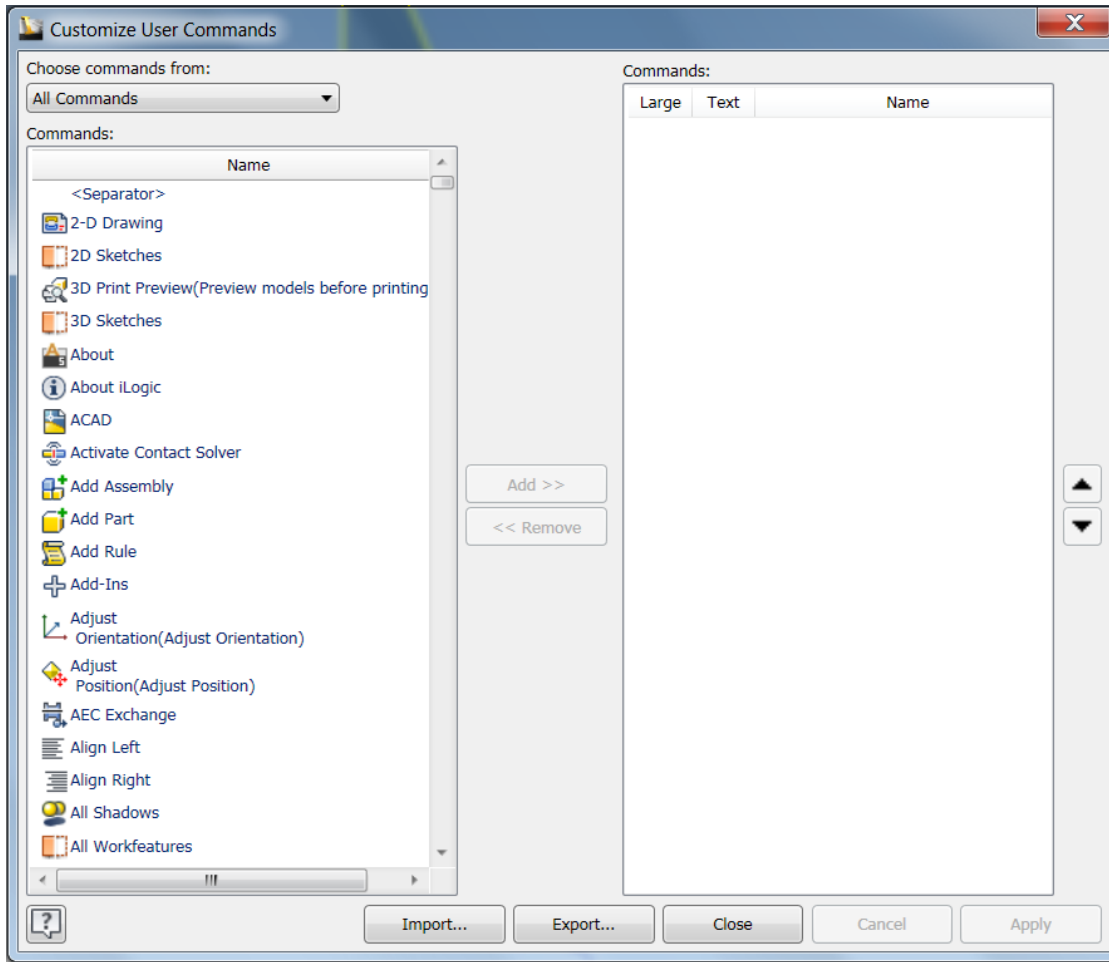 Customize User Commands
Choose commands from:
All Commands
Commands:
Name
<Separator>
2-D Drawing
2D Sketches
3D Print Preview(Preview models before printing
3D Sketches
About
About iLogic
ACAD
Activate Contact Solver
Add Assembly
Add Part
Add Rule
Add-Ins
Adjust
Orientation(Adjust Orientation)
Adjust
Position(Adjust Position)
AEC Exchange
Align Left
Align Right
All Shadows
All Workfeatures
Add >>
<< Remove
Commands:
Large Text Name
Import... Export... Close Cancel Apply